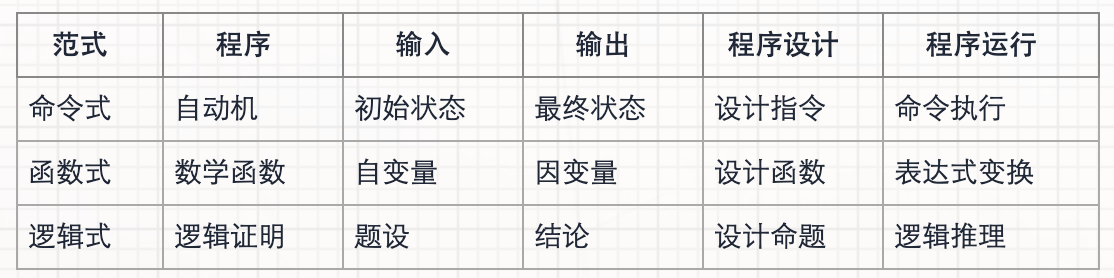 范式 程序 输入 输出 程序设计 程序运行
命令式 自动机 初始状态 最终状态 设计指令 命令执行
函数式 数学函数 自变量 因变量 设计函数 表达式变换
逻辑式 逻辑证明 题设 结论 设计命题 逻辑推理